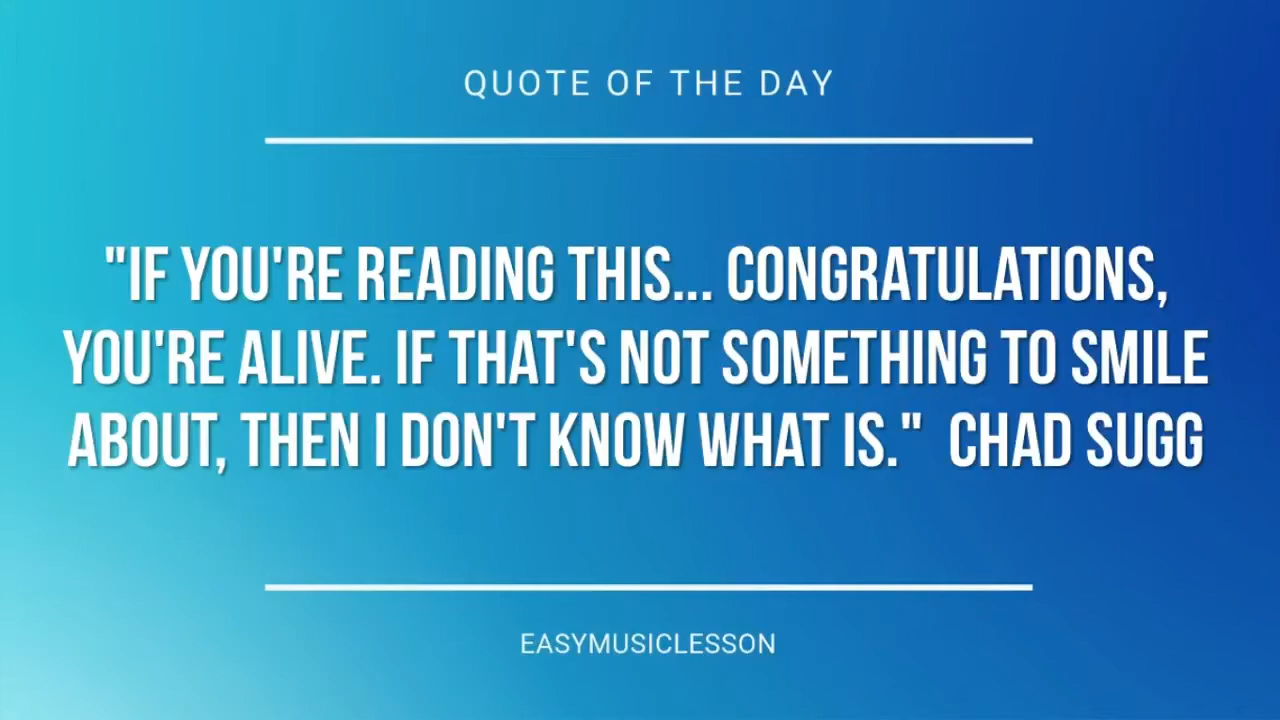 QUOTE OF THE DAY
"IF YOU'RE READING THIS... CONGRATULATIONS,
YOU'RE ALIVE. IF THAT'S NOT SOMETHING TO SMILE
ABOUT, THEN I DON'T KNOW WHAT IS." CHAD SUGG
EASYMUSICLESSON